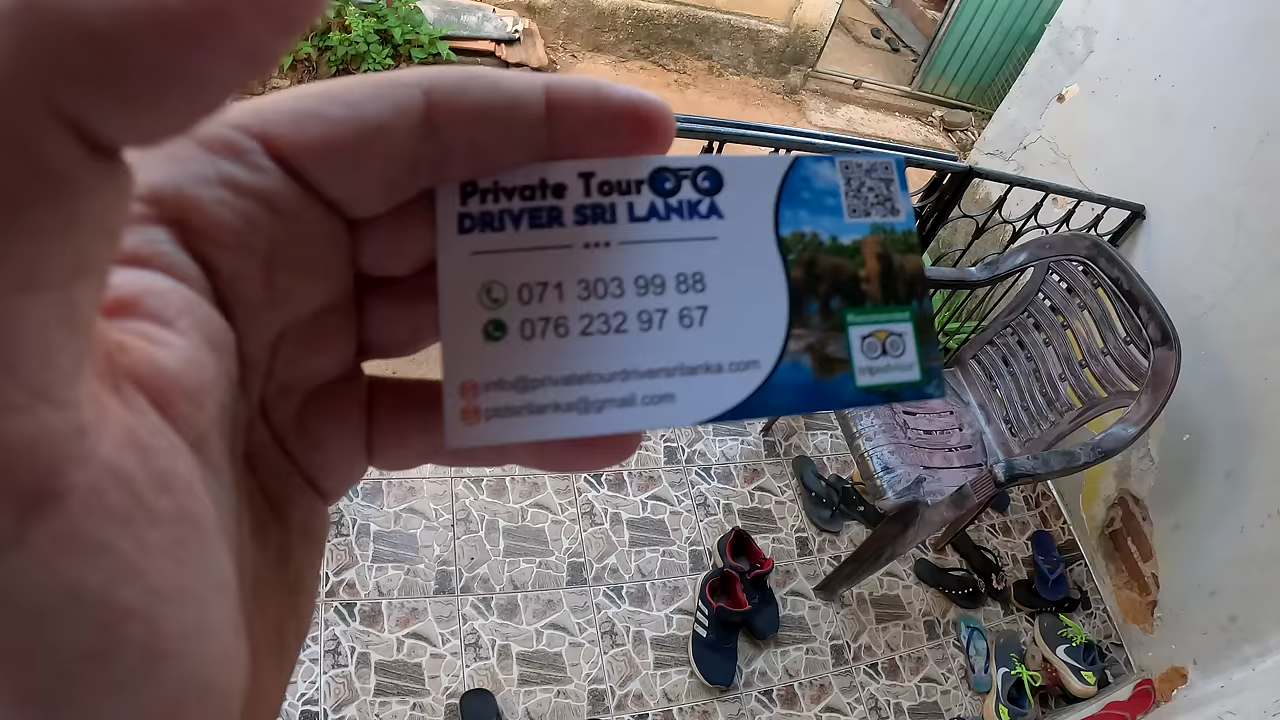 Private Tour
DRIVER SRI LANKA
071 303 99 88
076 232 97 67
info@privatetourdriversrilanka.com
ptdsrilanka@gmail.com
tripadvisor